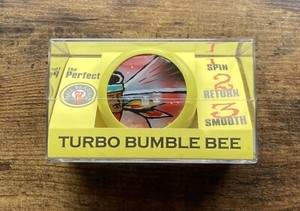 The
Perfect
1
SPIN
2
RETURN
3
SMOOTH
TURBO BUMBLE BEE